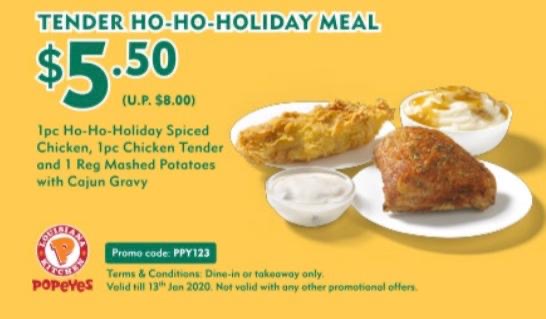 TENDER HO-HO-HOLIDAY MEAL
$5.50
(U.P. $8.00)
1pc Ho-Ho-Holiday Spiced
Chicken, 1pc Chicken Tender
and 1 Reg Mashed Potatoes
with Cajun Gravy
LOUISIANA
KITCHEN
POPEYES
Promo code: PPY123
Terms & Conditions: Dine-in or takeaway only.
Valid till 13th Jan 2020. Not valid with any other promotional offers.